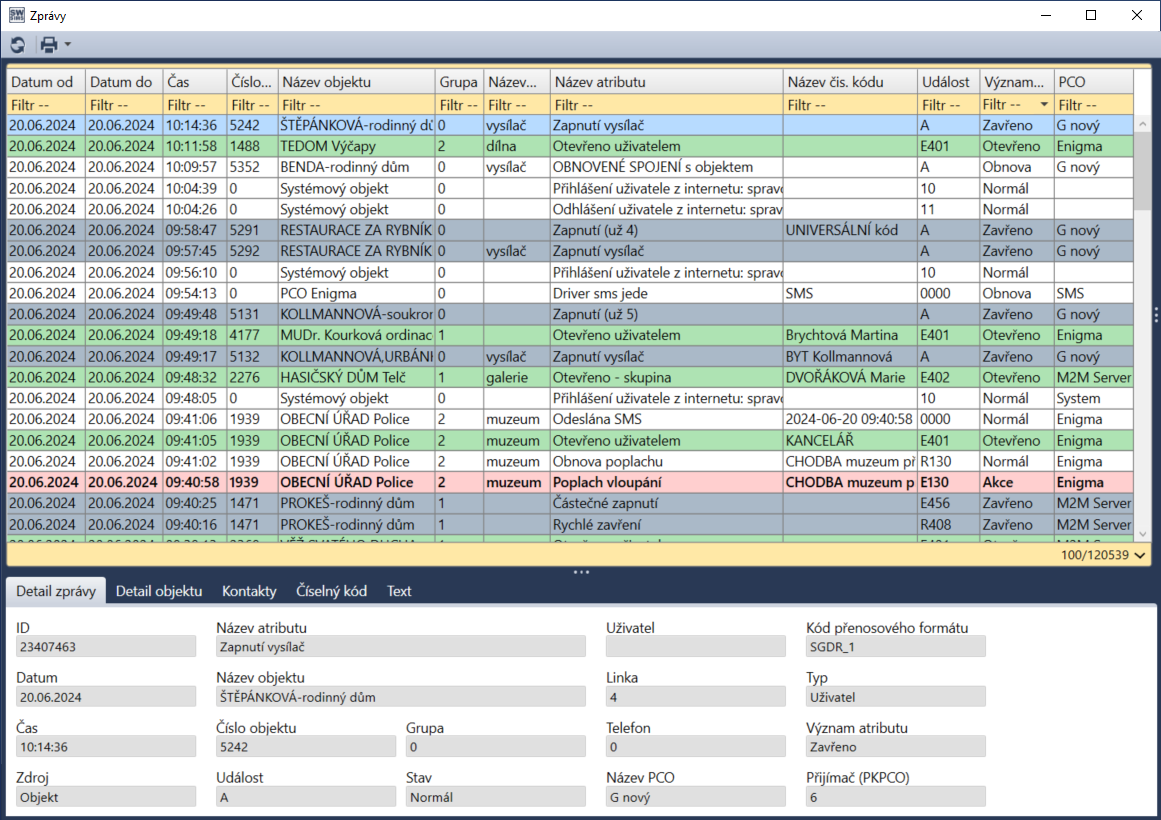 Zprávy
Datum od Datum do Čas Číslo... Název objektu Grupa Název... Název atributu Název čis. kódu Událost Význam... PCO
Filtr -- Filtr -- Filtr -- Filtr -- Filtr -- Filtr -- Filtr -- Filtr -- Filtr -- Filtr -- Filtr -- Filtr --
20.06.2024 20.06.2024 10:14:36 5242 ŠTĚPÁNKOVÁ-rodinný dů 0 vysílač Zapnutí vysílač A Zavřeno G nový
20.06.2024 20.06.2024 10:11:58 1488 TEDOM Výčapy 2 dílna Otevřeno uživatelem E401 Otevřeno Enigma
20.06.2024 20.06.2024 10:09:57 5352 BENDA-rodinný dům 0 vysílač OBNOVENÉ SPOJENÍ s objektem A Obnova G nový
20.06.2024 20.06.2024 10:04:39 0 Systémový objekt 0 Přihlášení uživatele z internetu: spravo 10 Normál
20.06.2024 20.06.2024 10:04:26 0 Systémový objekt 0 Odhlášení uživatele z internetu: sprav 11 Normál
20.06.2024 20.06.2024 09:58:47 5291 RESTAURACE ZA RYBNÍK 0 Zapnutí (už 4) UNIVERSÁLNÍ kód A Zavřeno G nový
20.06.2024 20.06.2024 09:57:45 5292 RESTAURACE ZA RYBNÍK 0 vysílač Zapnutí vysílač A Zavřeno G nový
20.06.2024 20.06.2024 09:56:10 0 Systémový objekt 0 Přihlášení uživatele z internetu: spravo 10 Normál
20.06.2024 20.06.2024 09:54:13 0 PCO Enigma 0 Driver sms jede SMS 0000 Obnova SMS
20.06.2024 20.06.2024 09:49:48 5131 KOLLMANNOVÁ-soukron 0 Zapnutí (už 5) A Zavřeno G nový
20.06.2024 20.06.2024 09:49:18 4177 MUDr. Kourková ordinac 1 Otevřeno uživatelem Brychtová Martina E401 Otevřeno Enigma
20.06.2024 20.06.2024 09:49:17 5132 KOLLMANNOVÁ,URBÁNK 0 vysílač Zapnutí vysílač BYT Kollmannová A Zavřeno G nový
20.06.2024 20.06.2024 09:48:32 2276 HASIČSKÝ DŮM Telč 1 galerie Otevřeno - skupina DVOŘÁKOVÁ Marie E402 Otevřeno M2M Server
20.06.2024 20.06.2024 09:48:05 0 Systémový objekt 0 Přihlášení uživatele z internetu: spravo 10 Normál System
20.06.2024 20.06.2024 09:41:06 1939 OBECNÍ ÚŘAD Police 2 muzeum Odeslána SMS 2024-06-20 09:40:58 0000 Normál Enigma
20.06.2024 20.06.2024 09:41:05 1939 OBECNÍ ÚŘAD Police 2 muzeum Otevřeno uživatelem KANCELÁŘ E401 Otevřeno Enigma
20.06.2024 20.06.2024 09:41:02 1939 OBECNÍ ÚŘAD Police 2 muzeum Obnova poplachu CHODBA muzeum př R130 Normál Enigma
20.06.2024 20.06.2024 09:40:58 1939 OBECNÍ ÚŘAD Police 2 muzeum Poplach vloupání CHODBA muzeum p E130 Akce Enigma
20.06.2024 20.06.2024 09:40:25 1471 PROKEŠ-rodinný dům 1 Částečné zapnutí E456 Zavřeno M2M Server
20.06.2024 20.06.2024 09:40:16 1471 PROKEŠ-rodinný dům 1 Rychlé zavření R408 Zavřeno M2M Server
100/120539
Detail zprávy Detail objektu Kontakty Číselný kód Text
ID Název atributu Uživatel Kód přenosového formátu
23407463 Zapnutí vysílač SGDR_1
Datum Název objektu Linka Typ
20.06.2024 ŠTĚPÁNKOVÁ-rodinný dům 4 Uživatel
Čas Číslo objektu Grupa Telefon Význam atributu
10:14:36 5242 0 0 Zavřeno
Zdroj Událost Stav Název PCO Přijímač (PKPCO)
Objekt A Normál G nový 6